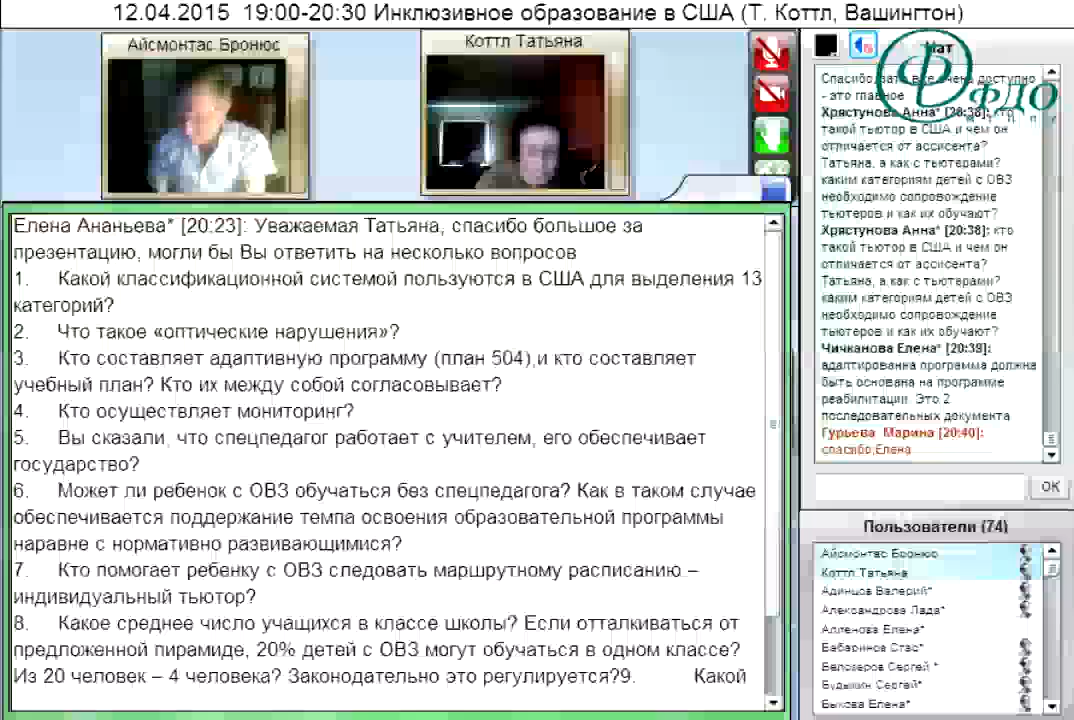 12.04.2015 19:00-20:30 Инклюзивное образование в США (Т. Коттл, Вашингтон)
Айсмонтас Бронюс
Коттл Татьяна
Елена Ананьева* [20:23]: Уважаемая Татьяна, спасибо большое за
презентацию, могли бы Вы ответить на несколько вопросов
1. Какой классификационной системой пользуются в США для выделения 13
категорий?
2. Что такое «оптические нарушения»?
3. Кто составляет адаптивную программу (план 504),и кто составляет
учебный план? Кто их между собой согласовывает?
4. Кто осуществляет мониторинг?
5. Вы сказали, что спецпедагог работает с учителем, его обеспечивает
государство?
6. Может ли ребенок с ОВЗ обучаться без спецпедагога? Как в таком случае
обеспечивается поддержание темпа освоения образовательной программы
наравне с нормативно развивающимися?
7. Кто помогает ребенку с ОВЗ следовать маршрутному расписанию –
индивидуальный тьютор?
8. Какое среднее число учащихся в классе школы? Если отталкиваться от
предложенной пирамиде, 20% детей с ОВЗ могут обучаться в одном классе?
Из 20 человек – 4 человека? Законодательно это регулируется?9. Какой
Чат
ФДО
Спасибо, очень доступно
- это главное
Хрястунова Анна* [20:38]: кто
такой тьютор в США и чем он
отличается от ассисента?
Татьяна, а как с тьютерами?
каким категориям детей с ОВЗ
необходимо сопровождение
тьютеров и как их обучают?
Хрястунова Анна* [20:38]: кто
такой тьютор в США и чем он
отличается от ассисента?
Татьяна, а как с тьютерами?
каким категориям детей с ОВЗ
необходимо сопровождение
тьютеров и как их обучают?
Чичканова Елена* [20:39]:
адаптированна программа должна
быть основана на программе
реабилитации. Это 2
последовательных документа
Гурьева Марина [20:40]:
спасибо,Елена
OK
Пользователи (74)
Айсмонтас Бронюс
Коттл Татьяна
Адинцов Валерий*
Александрова Лада*
Алленова Елена*
Бабаринов Стас*
Белозеров Сергей *
Будыкин Сергей*
Быкова Елена*